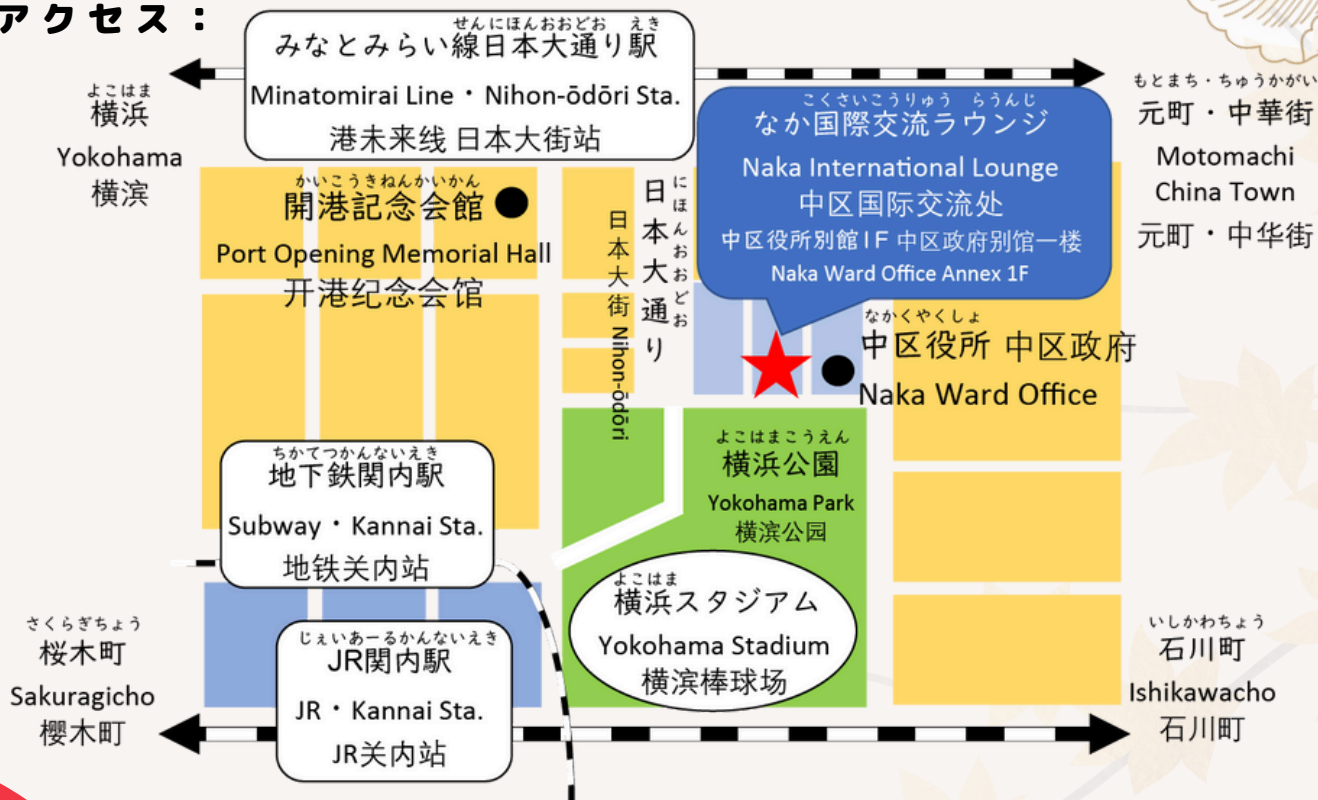 アクセス：
せんにほんおおどお えき
みなとみらい線日本大通り駅
Minatomirai Line・Nihon-ōdōri Sta.
港未来线 日本大街站
よこはま
横浜
Yokohama
横滨
もとまち・ちゅうかがい
元町・中華街
Motomachi
China Town
元町・中华街
こくさいこうりゅう らうんじ
なか国際交流ラウンジ
Naka International Lounge
中区国际交流处
中区役所別館1F 中区政府别馆一楼
Naka Ward Office Annex 1F
かいこうきねんかいかん
開港記念会館
Port Opening Memorial Hall
开港纪念会馆
にほんおおどお
日本大通り
日本大街 Nihon-ōdōri
なかくやくしょ
中区役所 中区政府
Naka Ward Office
よこはまこうえん
横浜公園
Yokohama Park
横滨公园
ちかてつかんないえき
地下鉄関内駅
Subway・Kannai Sta.
地铁关内站
よこはま
横浜スタジアム
Yokohama Stadium
横滨棒球场
じぇいあーるかんないえき
JR関内駅
JR・Kannai Sta.
JR关内站
さくらぎちょう
桜木町
Sakuragicho
樱木町
いしかわちょう
石川町
Ishikawacho
石川町